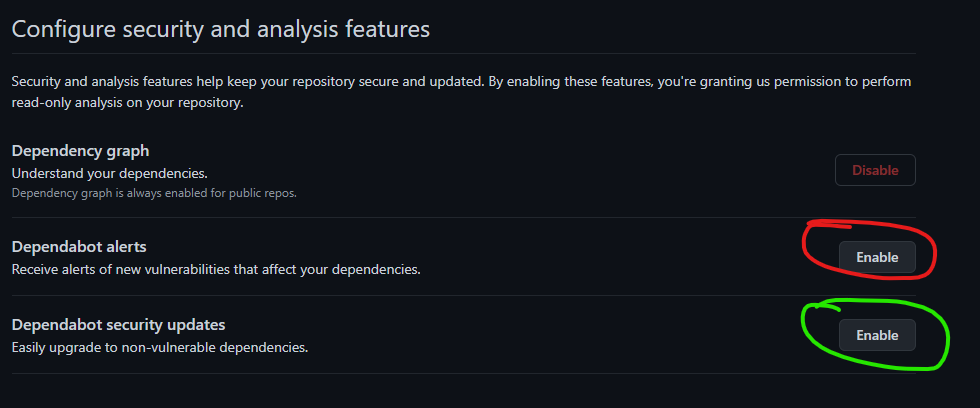 Configure security and analysis features
Security and analysis features help keep your repository secure and updated. By enabling these features, you're granting us permission to perform
read-only analysis on your repository.
Dependency graph
Understand your dependencies.
Dependency graph is always enabled for public repos.
Disable
Dependabot alerts
Receive alerts of new vulnerabilities that affect your dependencies.
Enable
Dependabot security updates
Easily upgrade to non-vulnerable dependencies.
Enable